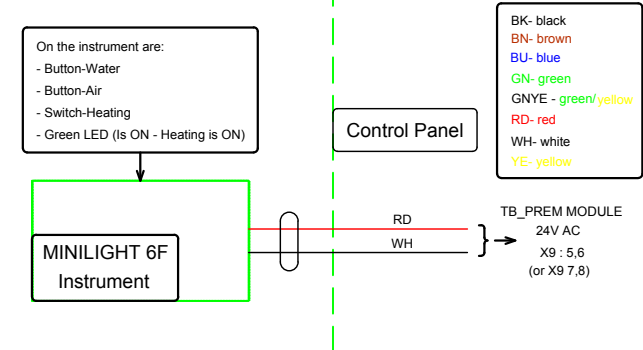 On the instrument are:
- Button-Water
- Button-Air
- Switch-Heating
- Green LED (Is ON - Heating is ON)
BK- black
BN- brown
BU- blue
GN- green
GNYE - green/yellow
RD- red
WH- white
YE- yellow
Control Panel
MINILIGHT 6F
Instrument
RD
WH
TB_PREM MODULE
24V AC
X9 : 5,6
(or X9 7,8)